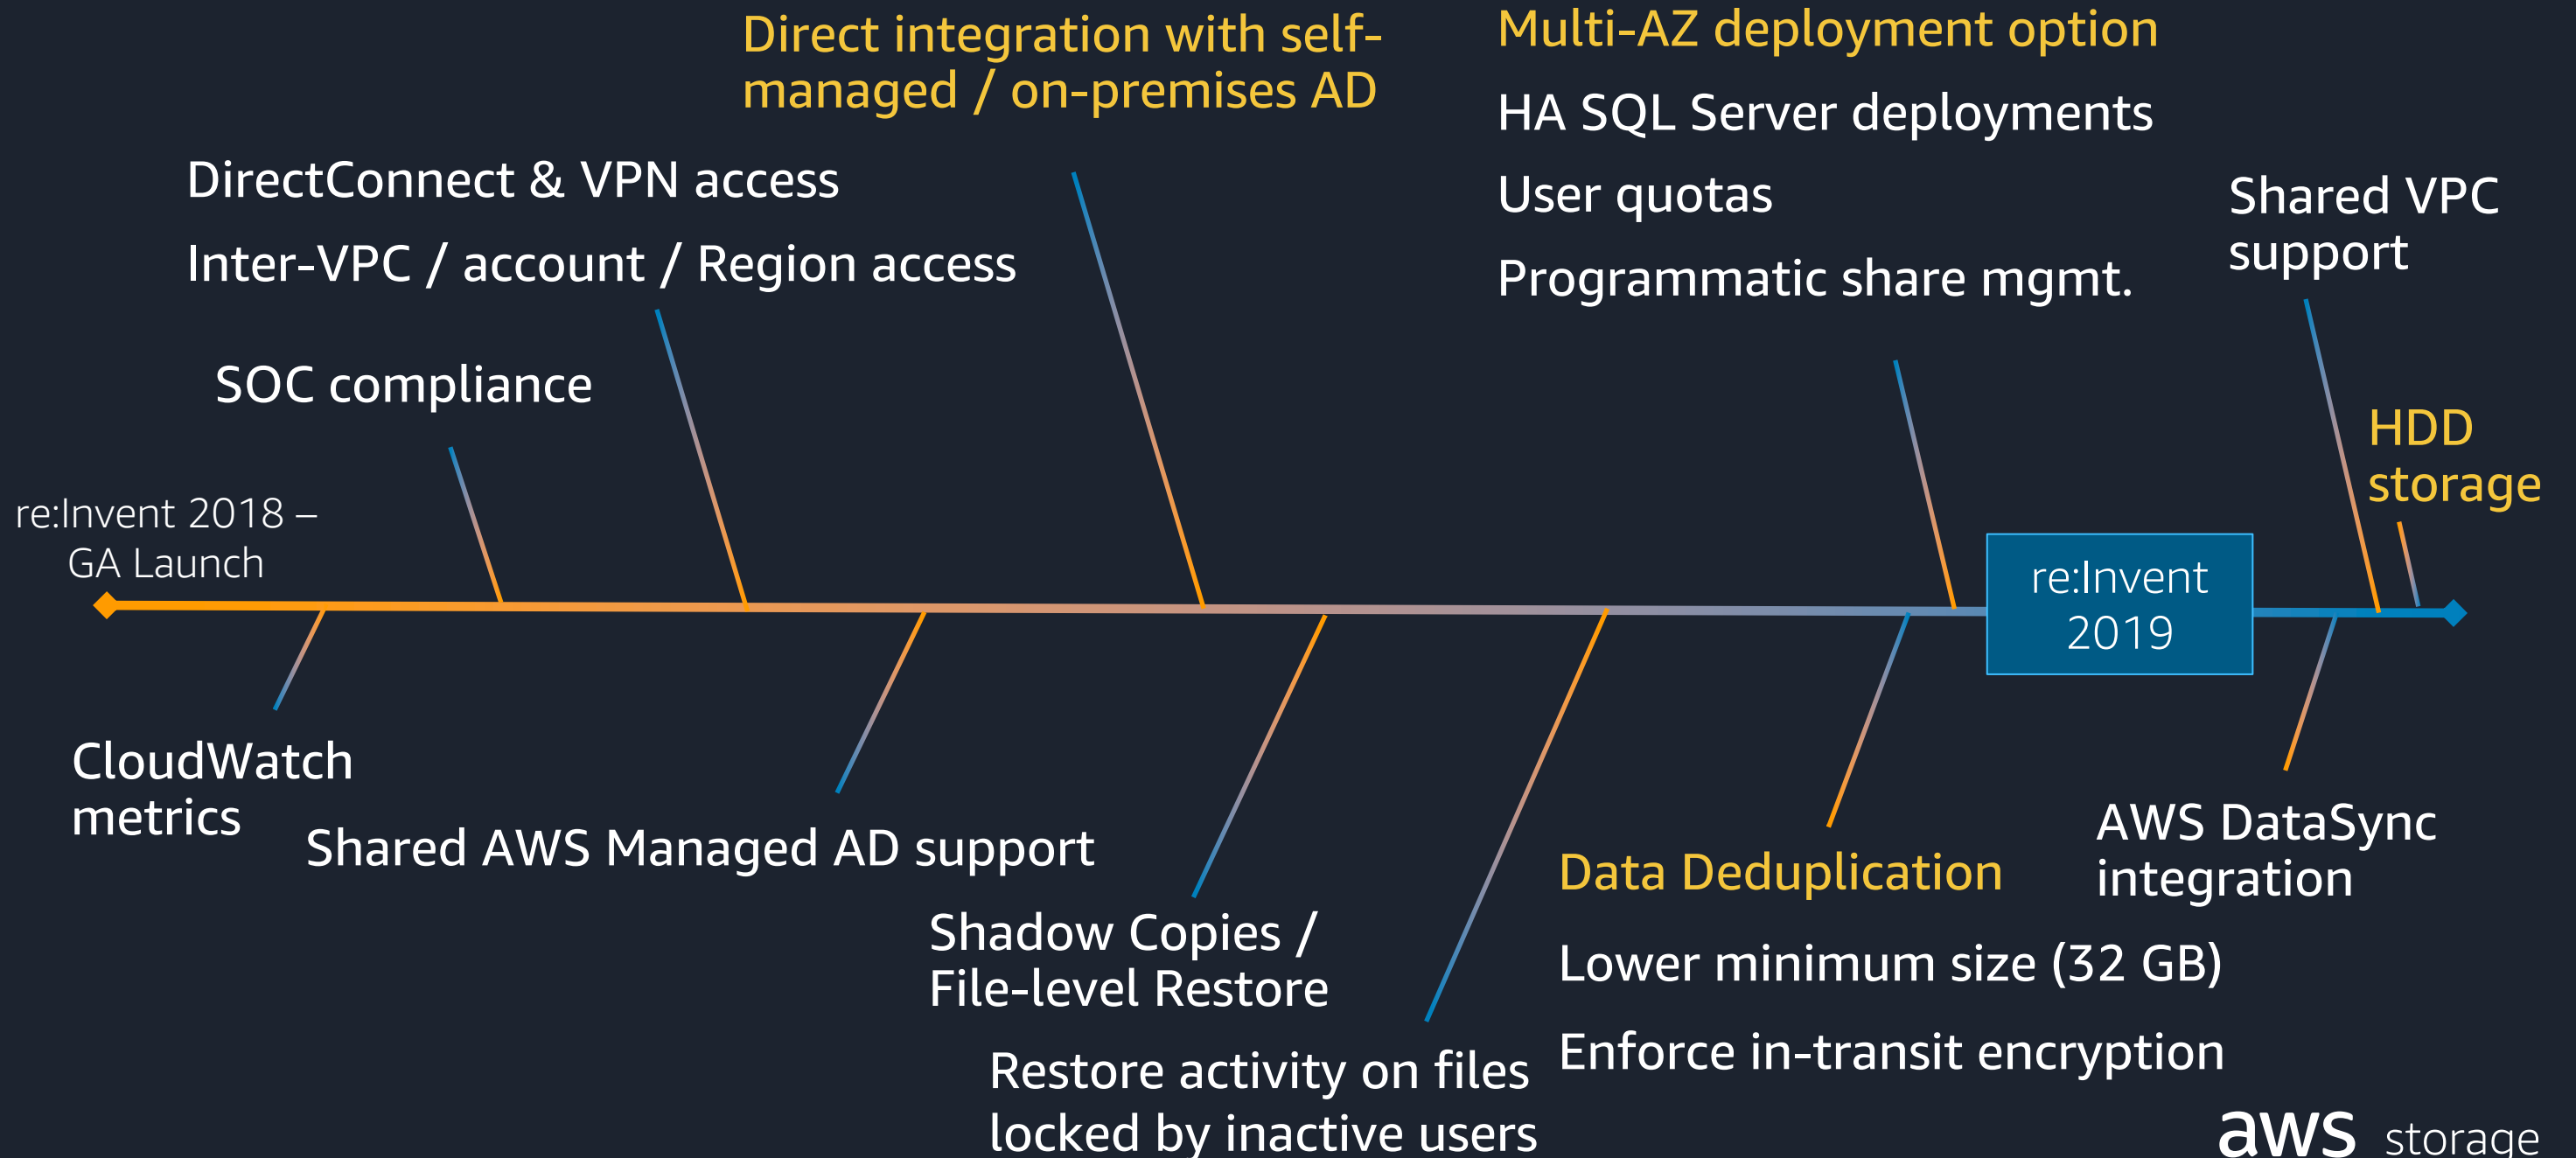 Direct integration with self-
managed / on-premises AD
Multi-AZ deployment option
HA SQL Server deployments
User quotas
Programmatic share mgmt.
DirectConnect & VPN access
Inter-VPC / account / Region access
Shared VPC
support
SOC compliance
HDD
storage
re:Invent 2018 –
GA Launch
re:Invent
2019
CloudWatch
metrics
Shared AWS Managed AD support
Shadow Copies /
File-level Restore
Restore activity on files
locked by inactive users
Data Deduplication
Lower minimum size (32 GB)
Enforce in-transit encryption
AWS DataSync
integration
aws storage